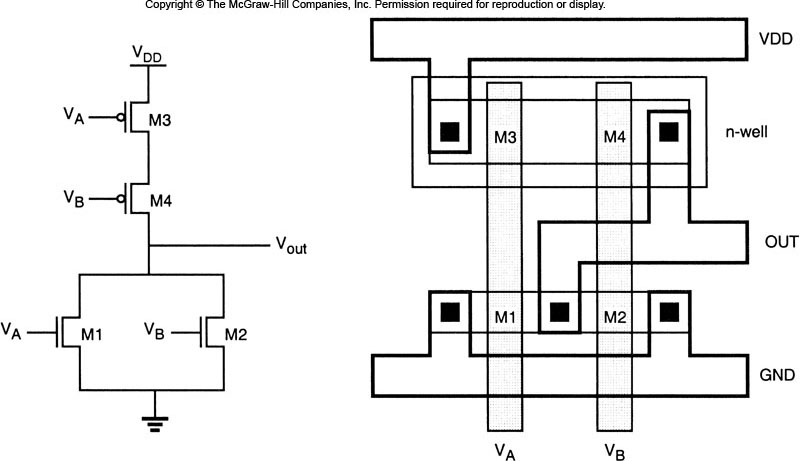 Copyright © The McGraw-Hill Companies, Inc. Permission required for reproduction or display.
VDD
VA
M3
VB
M4
Vout
VA
M1
VB
M2
VDD
M3
M4
n-well
OUT
M1
M2
GND
VA
VB